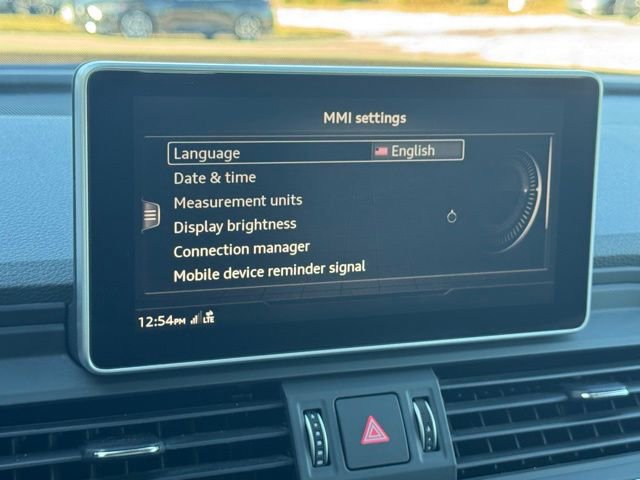 MMI settings
Language English
Date & time
Measurement units
Display brightness
Connection manager
Mobile device reminder signal
12:54PM LTE